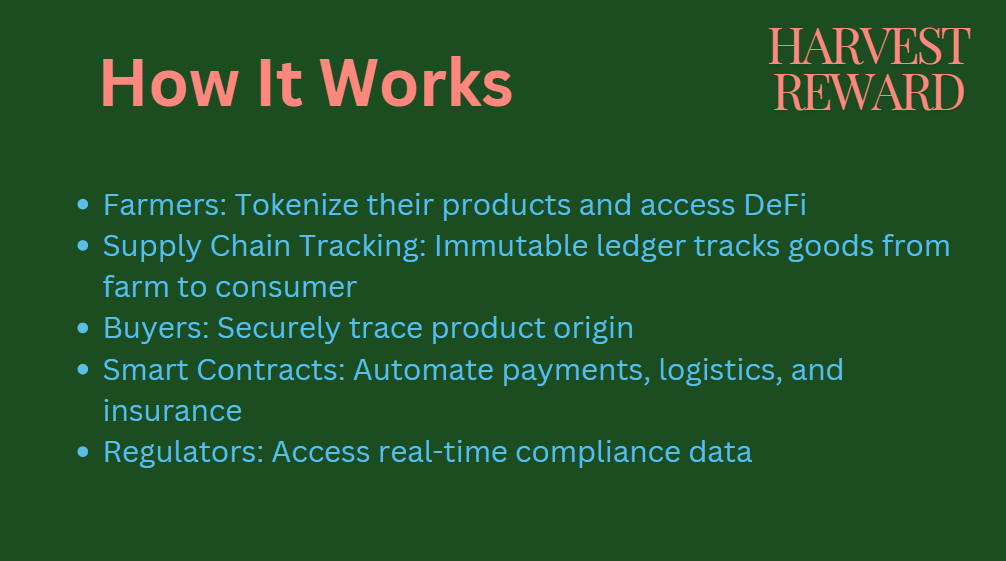 How It Works
HARVEST
REWARD
• Farmers: Tokenize their products and access DeFi
• Supply Chain Tracking: Immutable ledger tracks goods from
farm to consumer
• Buyers: Securely trace product origin
• Smart Contracts: Automate payments, logistics, and
insurance
• Regulators: Access real-time compliance data